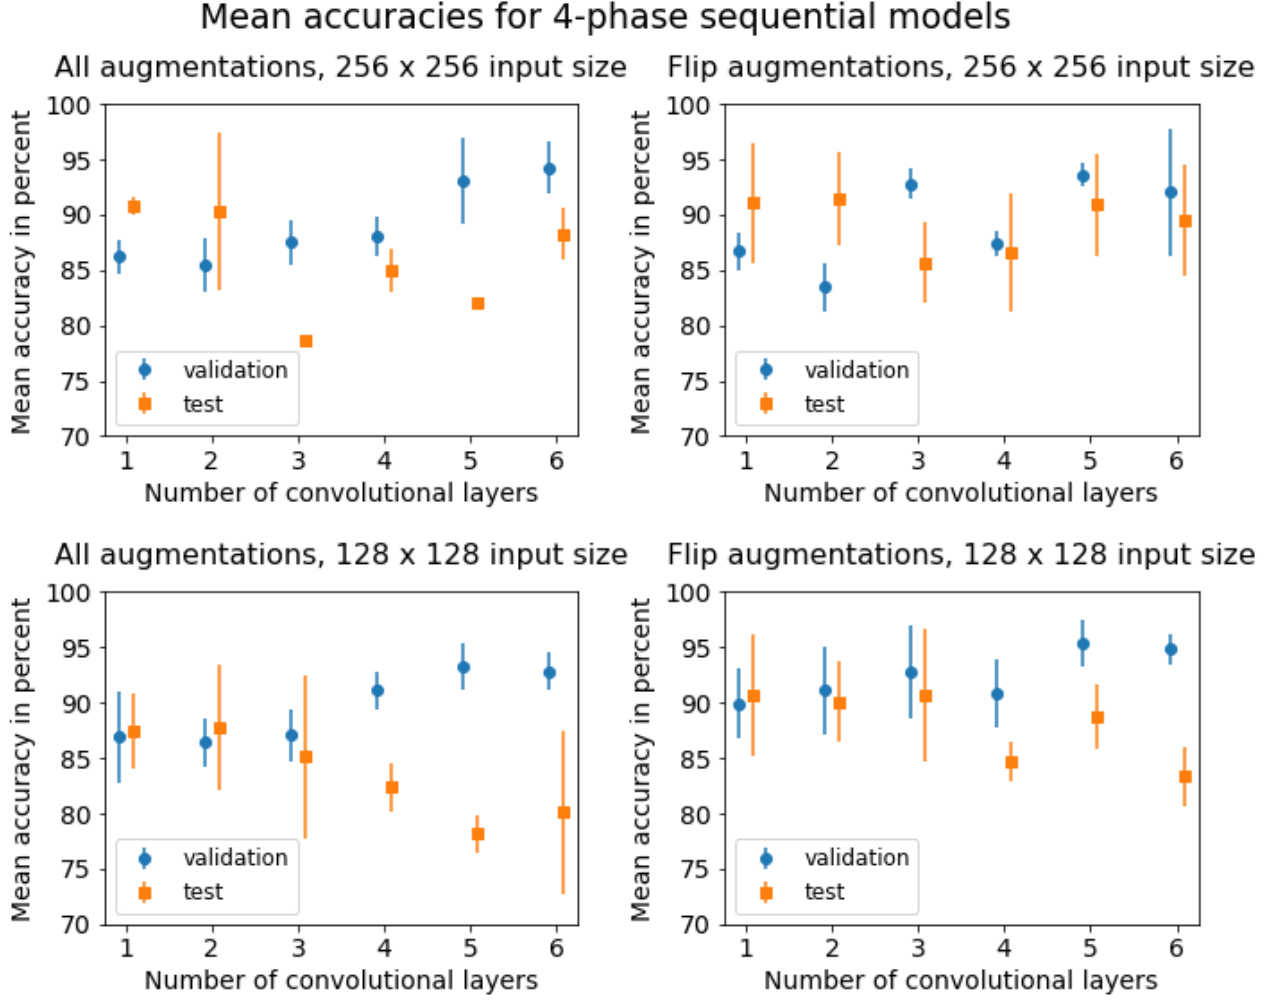 Mean accuracies for 4-phase sequential models
All augmentations, 256 x 256 input size
Mean accuracy in percent
100
95
90
85
80
75
70
validation
test
1 2 3 4 5 6
Number of convolutional layers
Flip augmentations, 256 x 256 input size
Mean accuracy in percent
100
95
90
85
80
75
70
validation
test
1 2 3 4 5 6
Number of convolutional layers
All augmentations, 128 x 128 input size
Mean accuracy in percent
100
95
90
85
80
75
70
validation
test
1 2 3 4 5 6
Number of convolutional layers
Flip augmentations, 128 x 128 input size
Mean accuracy in percent
100
95
90
85
80
75
70
validation
test
1 2 3 4 5 6
Number of convolutional layers